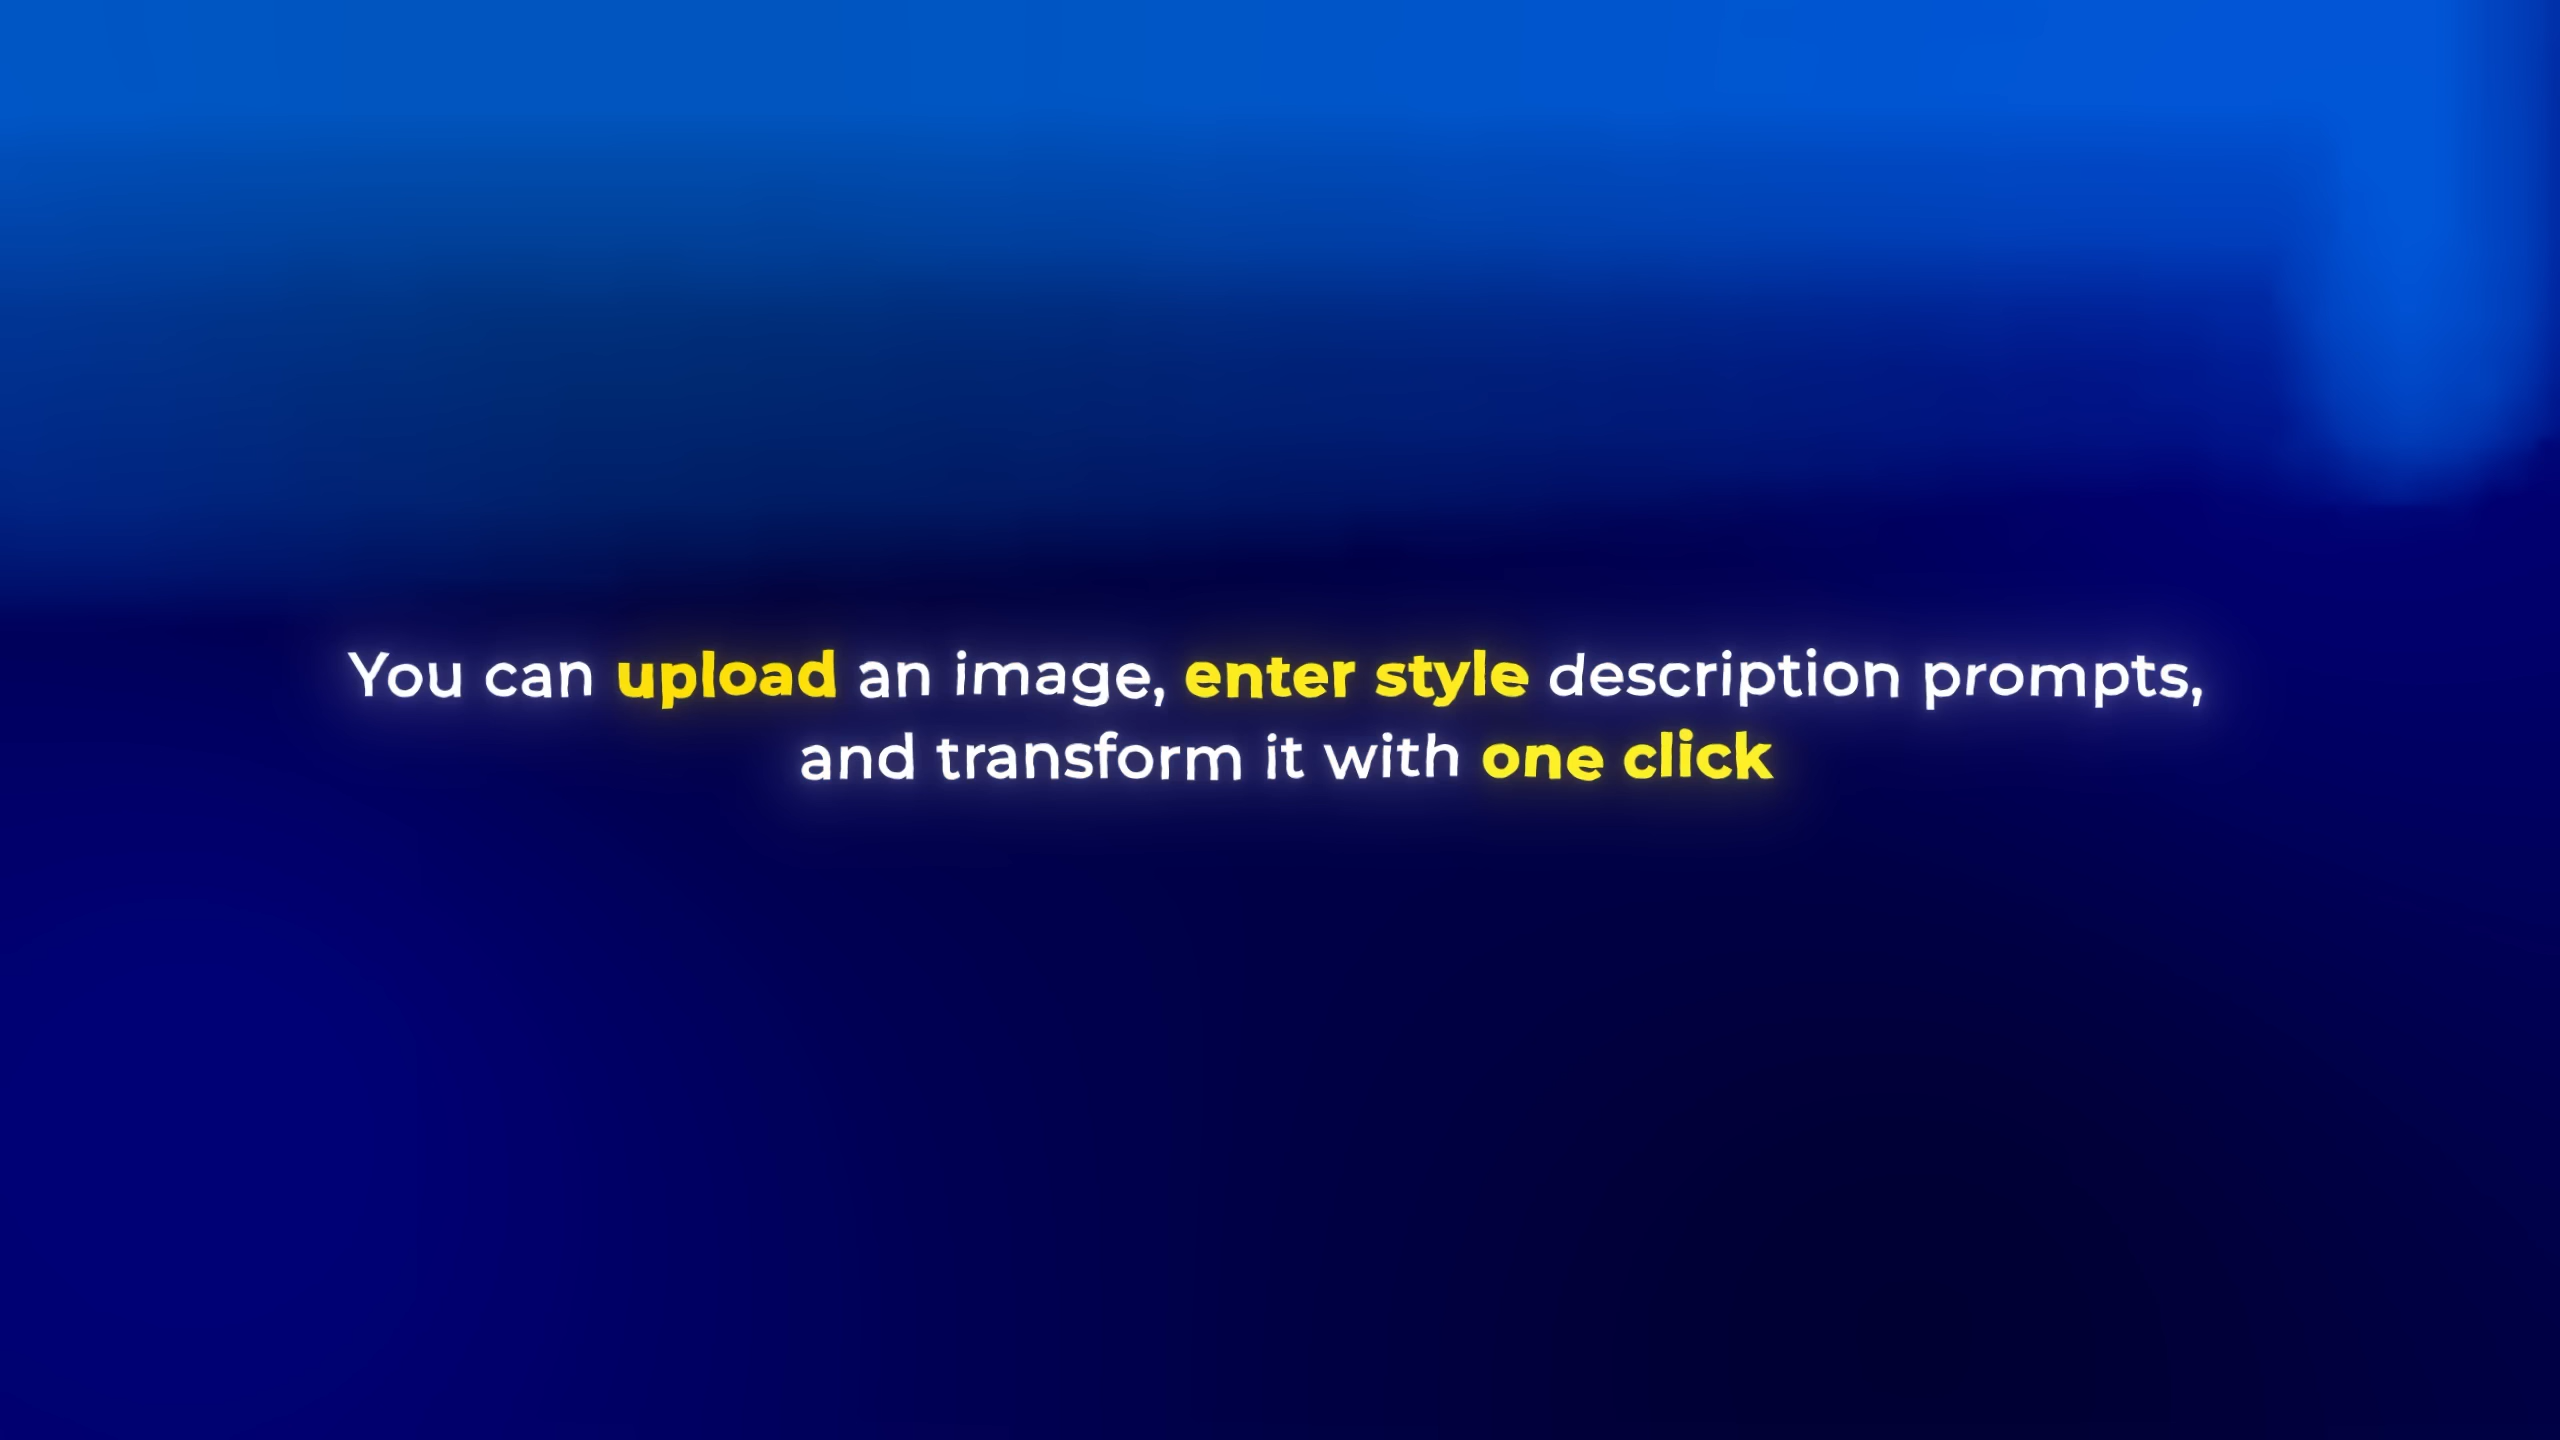 You can upload an image, enter style description prompts,
and transform it with one click